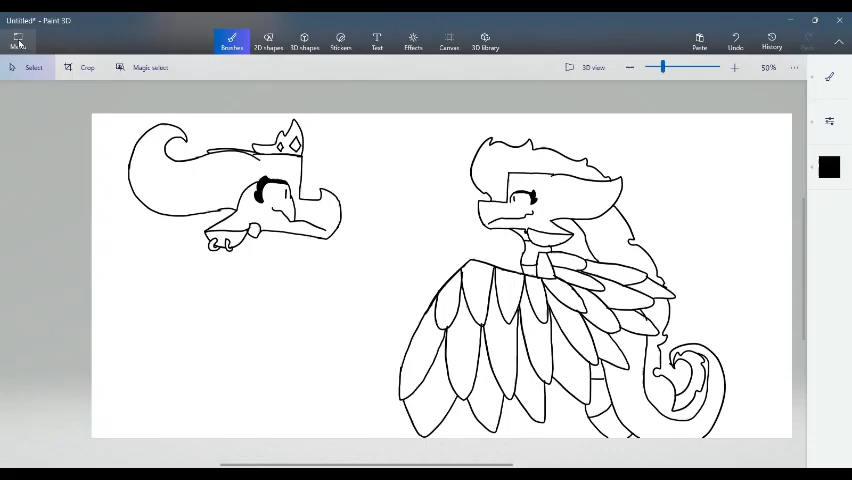 Untitled* - Paint 3D
Menu
Brushes
2D shapes
3D shapes
Stickers
Text
Effects
Canvas
3D library
Paste
Undo
History
Redo
Select
Crop
Magic select
3D view
50%